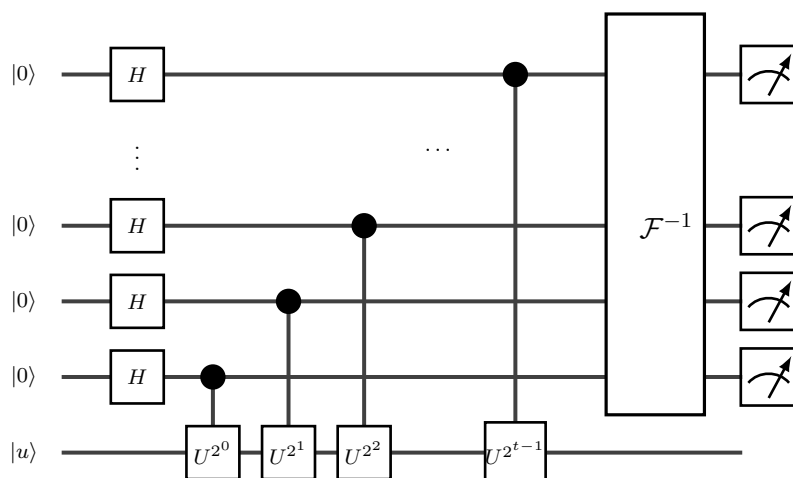 |0⟩ H
⋮ ⋯
|0⟩ H ℱ⁻¹
|0⟩ H
|0⟩ H
|u⟩ U^{2^0} U^{2^1} U^{2^2} U^{2^{t−1}}